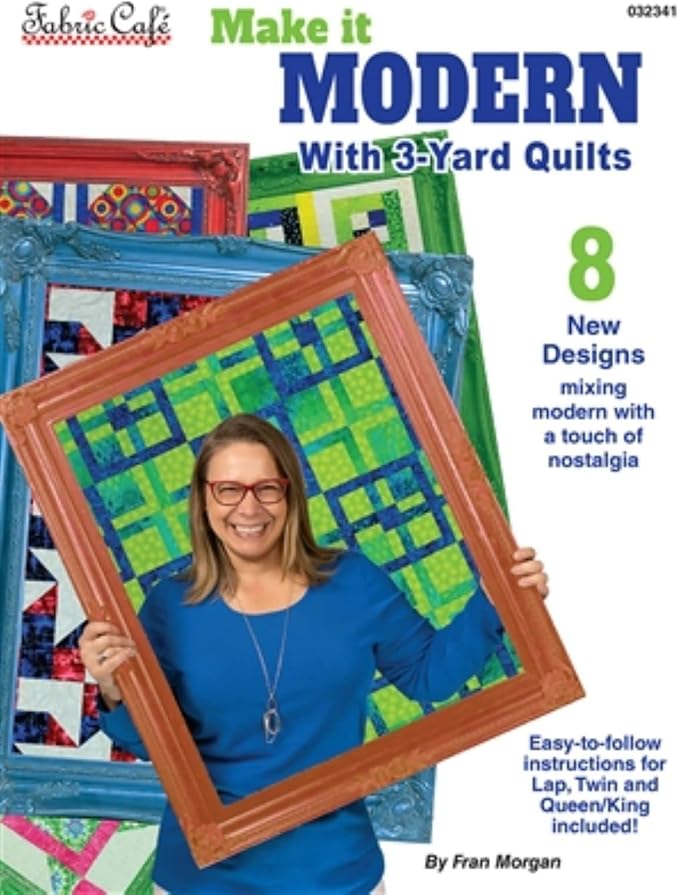 Fabric Café
032341
Make it
MODERN
With 3-Yard Quilts
8
New
Designs
mixing
modern with
a touch of
nostalgia
Easy-to-follow
instructions for
Lap, Twin and
Queen/King
included!
By Fran Morgan